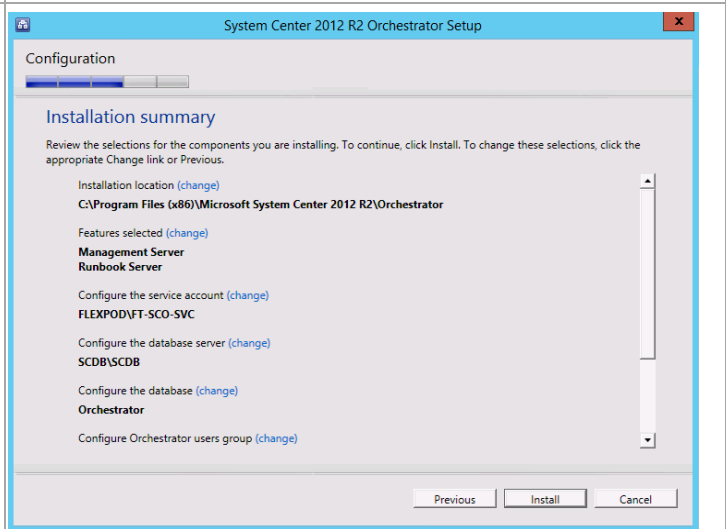 System Center 2012 R2 Orchestrator Setup
x
Configuration
Installation summary
Review the selections for the components you are installing. To continue, click Install. To change these selections, click the
appropriate Change link or Previous.
Installation location (change)
C:\Program Files (x86)\Microsoft System Center 2012 R2\Orchestrator
Features selected (change)
Management Server
Runbook Server
Configure the service account (change)
FLEXPOD\FT-SCO-SVC
Configure the database server (change)
SCDB\SCDB
Configure the database (change)
Orchestrator
Configure Orchestrator users group (change)
Previous Install Cancel